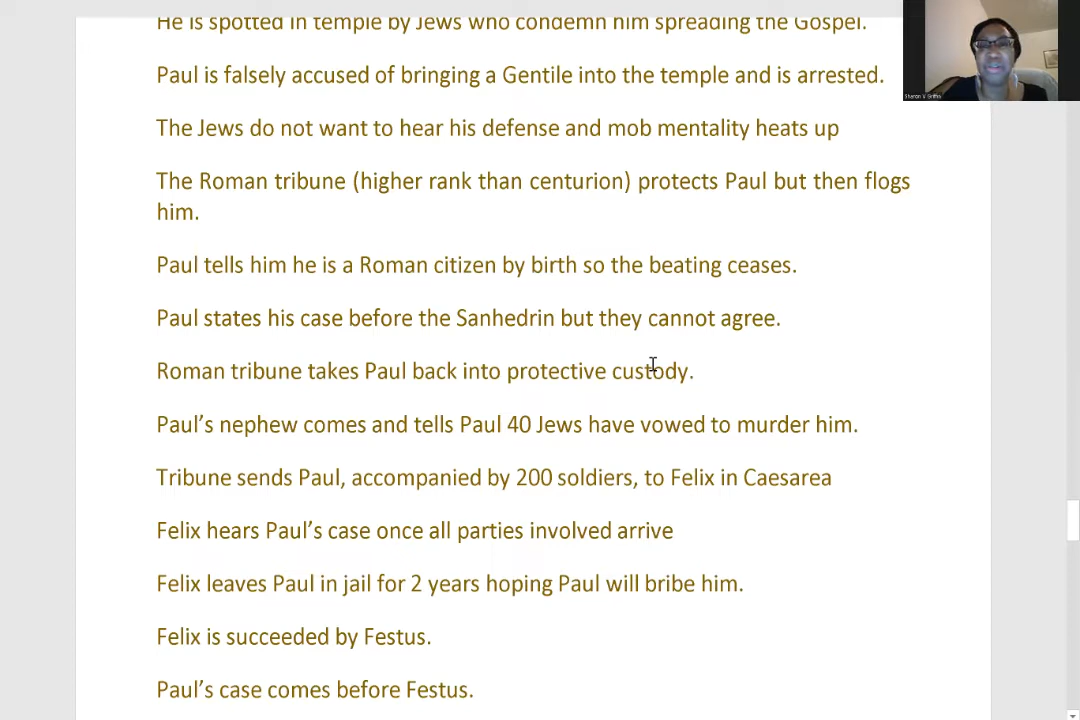 He is spotted in temple by Jews who condemn him spreading the Gospel.
Paul is falsely accused of bringing a Gentile into the temple and is arrested.
The Jews do not want to hear his defense and mob mentality heats up
The Roman tribune (higher rank than centurion) protects Paul but then flogs
him.
Paul tells him he is a Roman citizen by birth so the beating ceases.
Paul states his case before the Sanhedrin but they cannot agree.
Roman tribune takes Paul back into protective custody.
Paul’s nephew comes and tells Paul 40 Jews have vowed to murder him.
Tribune sends Paul, accompanied by 200 soldiers, to Felix in Caesarea
Felix hears Paul’s case once all parties involved arrive
Felix leaves Paul in jail for 2 years hoping Paul will bribe him.
Felix is succeeded by Festus.
Paul’s case comes before Festus.